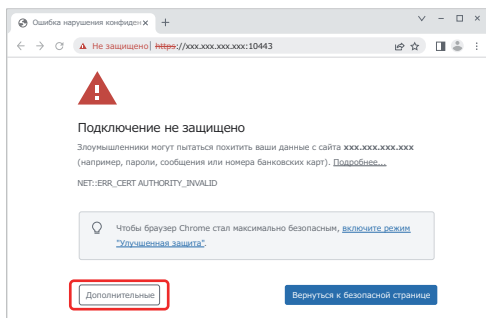 Ошибка нарушения конфиден
Не защищено https://xxx.xxx.xxx.xxx:10443
Подключение не защищено
Злоумышленники могут пытаться похитить ваши данные с сайта xxx.xxx.xxx.xxx
(например, пароли, сообщения или номера банковских карт). Подробнее...
NET::ERR_CERT AUTHORITY_INVALID
Чтобы браузер Chrome стал максимально безопасным, включите режим
"Улучшенная защита".
Дополнительные
Вернуться к безопасной странице